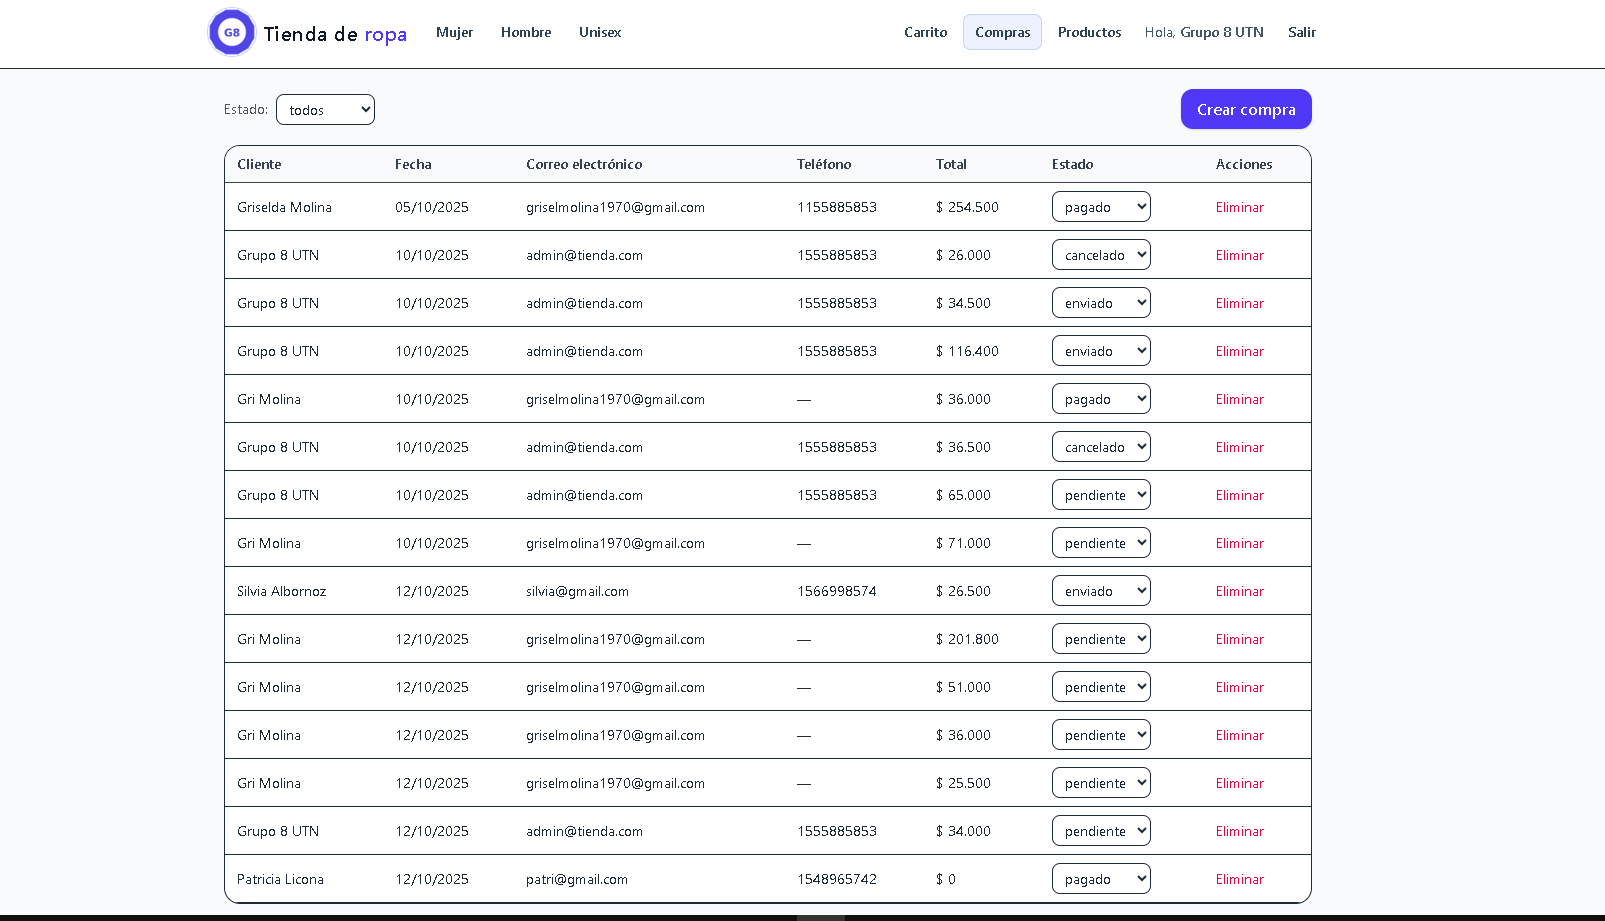 G8 Tienda de ropa Mujer Hombre Unisex Carrito Compras Productos Hola, Grupo 8 UTN Salir
Estado: todos Crear compra
Cliente Fecha Correo electrónico Teléfono Total Estado Acciones
Griselda Molina 05/10/2025 griselmolina1970@gmail.com 1155885853 $ 254.500 pagado Eliminar
Grupo 8 UTN 10/10/2025 admin@tienda.com 1555885853 $ 26.000 cancelado Eliminar
Grupo 8 UTN 10/10/2025 admin@tienda.com 1555885853 $ 34.500 enviado Eliminar
Grupo 8 UTN 10/10/2025 admin@tienda.com 1555885853 $ 116.400 enviado Eliminar
Gri Molina 10/10/2025 griselmolina1970@gmail.com — $ 36.000 pagado Eliminar
Grupo 8 UTN 10/10/2025 admin@tienda.com 1555885853 $ 36.500 cancelado Eliminar
Grupo 8 UTN 10/10/2025 admin@tienda.com 1555885853 $ 65.000 pendiente Eliminar
Gri Molina 10/10/2025 griselmolina1970@gmail.com — $ 71.000 pendiente Eliminar
Silvia Albornoz 12/10/2025 silvia@gmail.com 1566998574 $ 26.500 enviado Eliminar
Gri Molina 12/10/2025 griselmolina1970@gmail.com — $ 201.800 pendiente Eliminar
Gri Molina 12/10/2025 griselmolina1970@gmail.com — $ 51.000 pendiente Eliminar
Gri Molina 12/10/2025 griselmolina1970@gmail.com — $ 36.000 pendiente Eliminar
Gri Molina 12/10/2025 griselmolina1970@gmail.com — $ 25.500 pendiente Eliminar
Grupo 8 UTN 12/10/2025 admin@tienda.com 1555885853 $ 34.000 pendiente Eliminar
Patricia Licona 12/10/2025 patri@gmail.com 1548965742 $ 0 pagado Eliminar